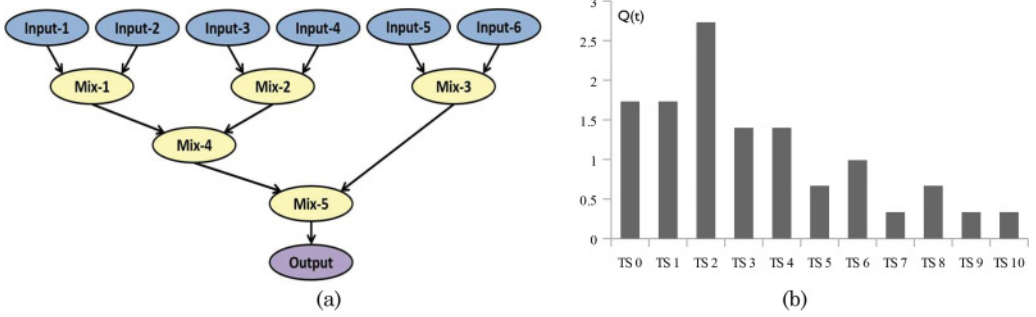 Input-1 Input-2 Input-3 Input-4 Input-5 Input-6
Mix-1 Mix-2 Mix-3
Mix-4
Mix-5
Output
(a)
Q(t)
3
2.5
2
1.5
1
0.5
0
TS 0 TS 1 TS 2 TS 3 TS 4 TS 5 TS 6 TS 7 TS 8 TS 9 TS 10
(b)